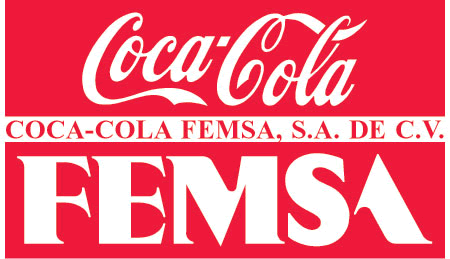 Coca-Cola
COCA-COLA FEMSA, S.A. DE C.V.
FEMSA